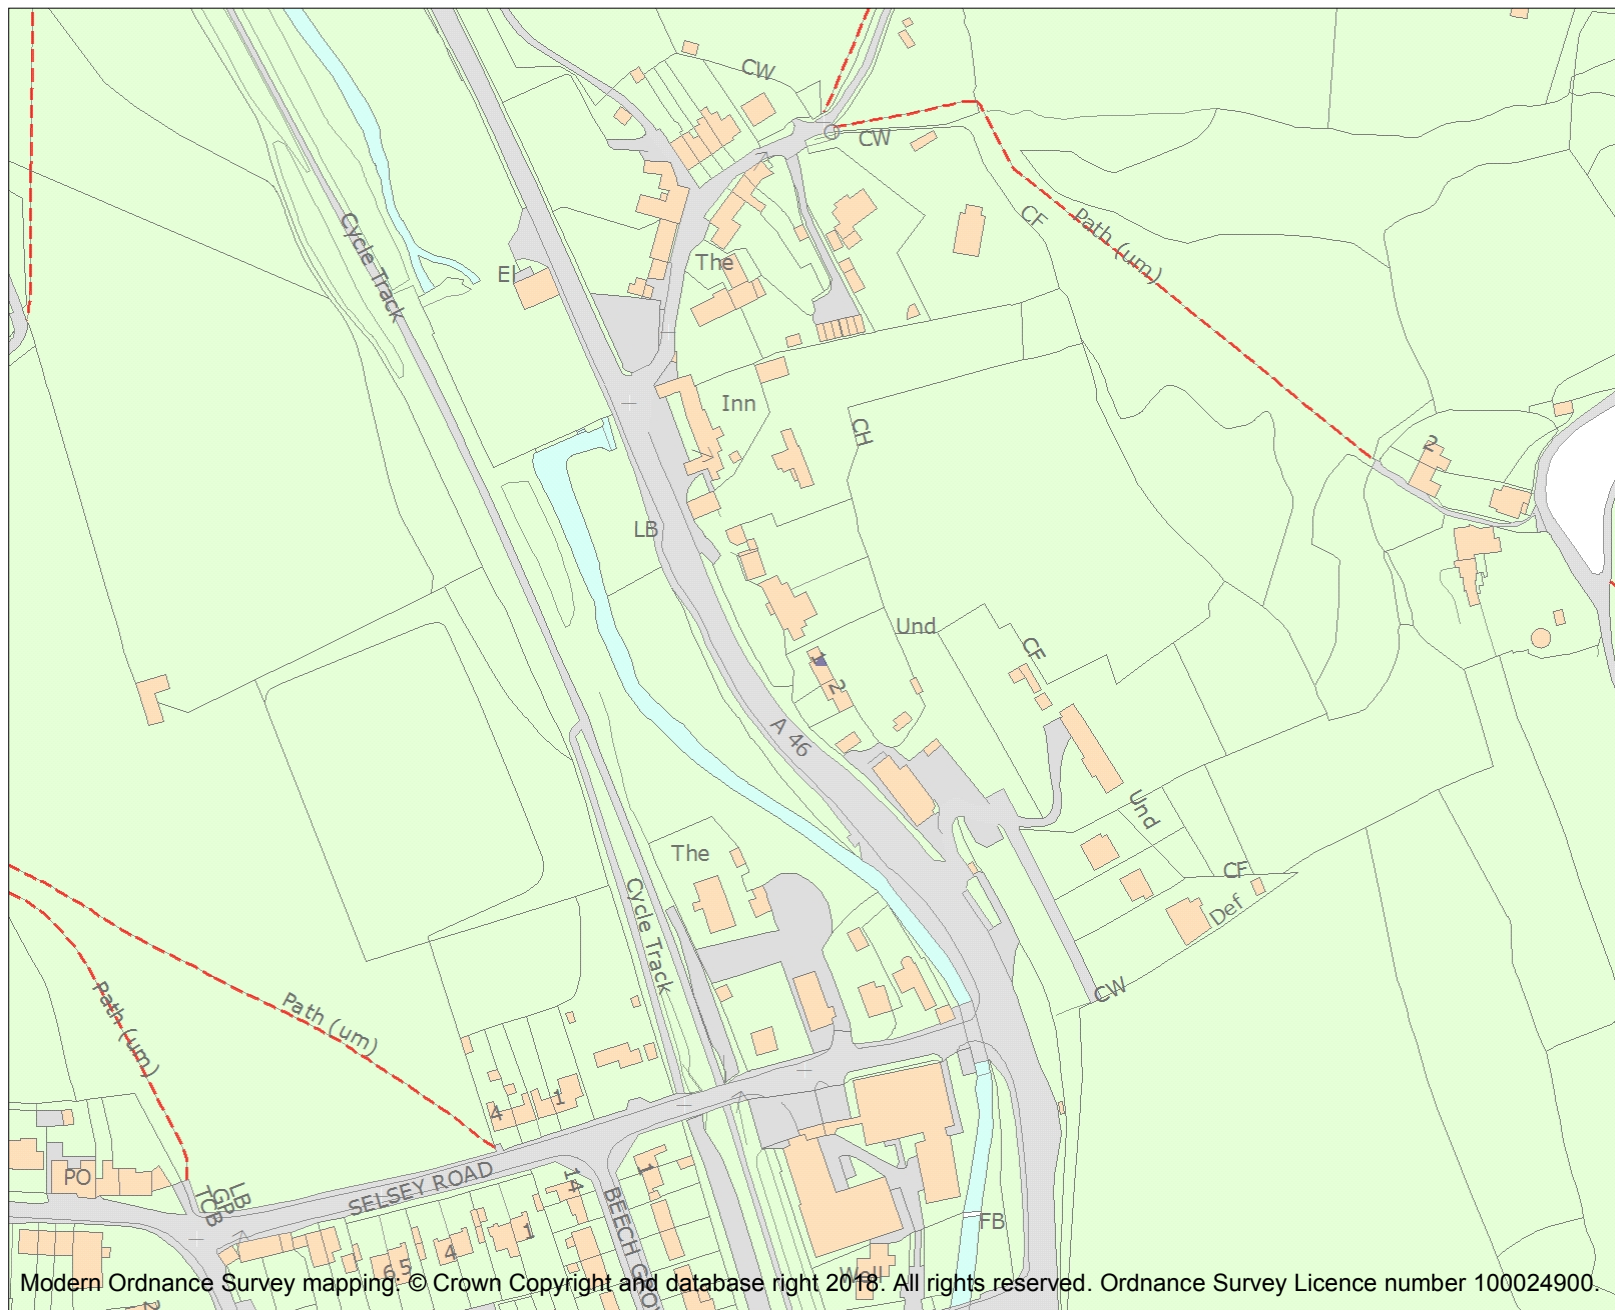 CW
CW
Cycle Track
CF
Path (um)
El
The
Inn
CH
2
LB
Und
CF
1
2
A 46
Und
The
CF
Def
Cycle Track
CW
Path (um)
Path (um)
4
1
PO
SELSEY ROAD
14
1
LB
GP
TCB
BEECH GRO
FB
1
4
5
6
Well
2
Modern Ordnance Survey mapping: © Crown Copyright and database right 2018. All rights reserved. Ordnance Survey Licence number 100024900.